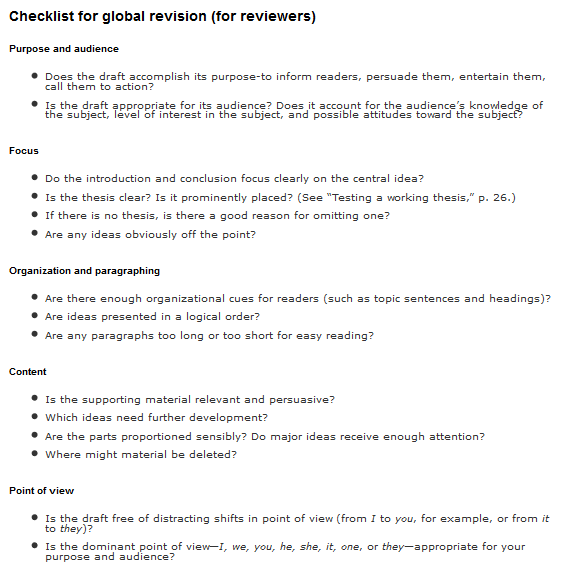 Checklist for global revision (for reviewers)
Purpose and audience
● Does the draft accomplish its purpose-to inform readers, persuade them, entertain them,
call them to action?
● Is the draft appropriate for its audience? Does it account for the audience's knowledge of
the subject, level of interest in the subject, and possible attitudes toward the subject?
Focus
● Do the introduction and conclusion focus clearly on the central idea?
● Is the thesis clear? Is it prominently placed? (See “Testing a working thesis,” p. 26.)
● If there is no thesis, is there a good reason for omitting one?
● Are any ideas obviously off the point?
Organization and paragraphing
● Are there enough organizational cues for readers (such as topic sentences and headings)?
● Are ideas presented in a logical order?
● Are any paragraphs too long or too short for easy reading?
Content
● Is the supporting material relevant and persuasive?
● Which ideas need further development?
● Are the parts proportioned sensibly? Do major ideas receive enough attention?
● Where might material be deleted?
Point of view
● Is the draft free of distracting shifts in point of view (from I to you, for example, or from it
to they)?
● Is the dominant point of view—I, we, you, he, she, it, one, or they—appropriate for your
purpose and audience?